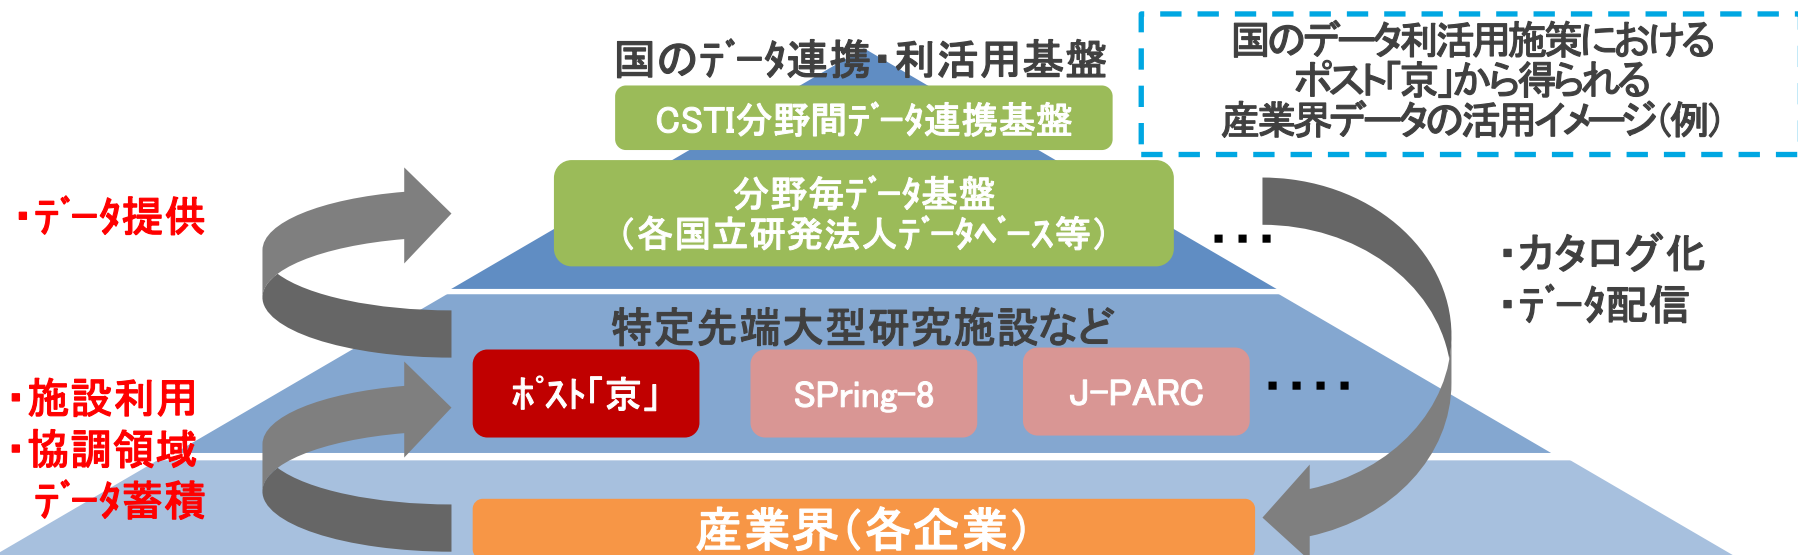 国のデータ連携・利活用基盤
CSTI分野間データ連携基盤
分野毎データ基盤
（各国立研発法人データベース等）
・・・
国のデータ利活用施策における
ポスト「京」から得られる
産業界データの活用イメージ（例）
・データ提供
・カタログ化
・データ配信
特定先端大型研究施設など
ポスト「京」
SPring-8
J-PARC
・・・・
・施設利用
・協調領域
データ蓄積
産業界（各企業）